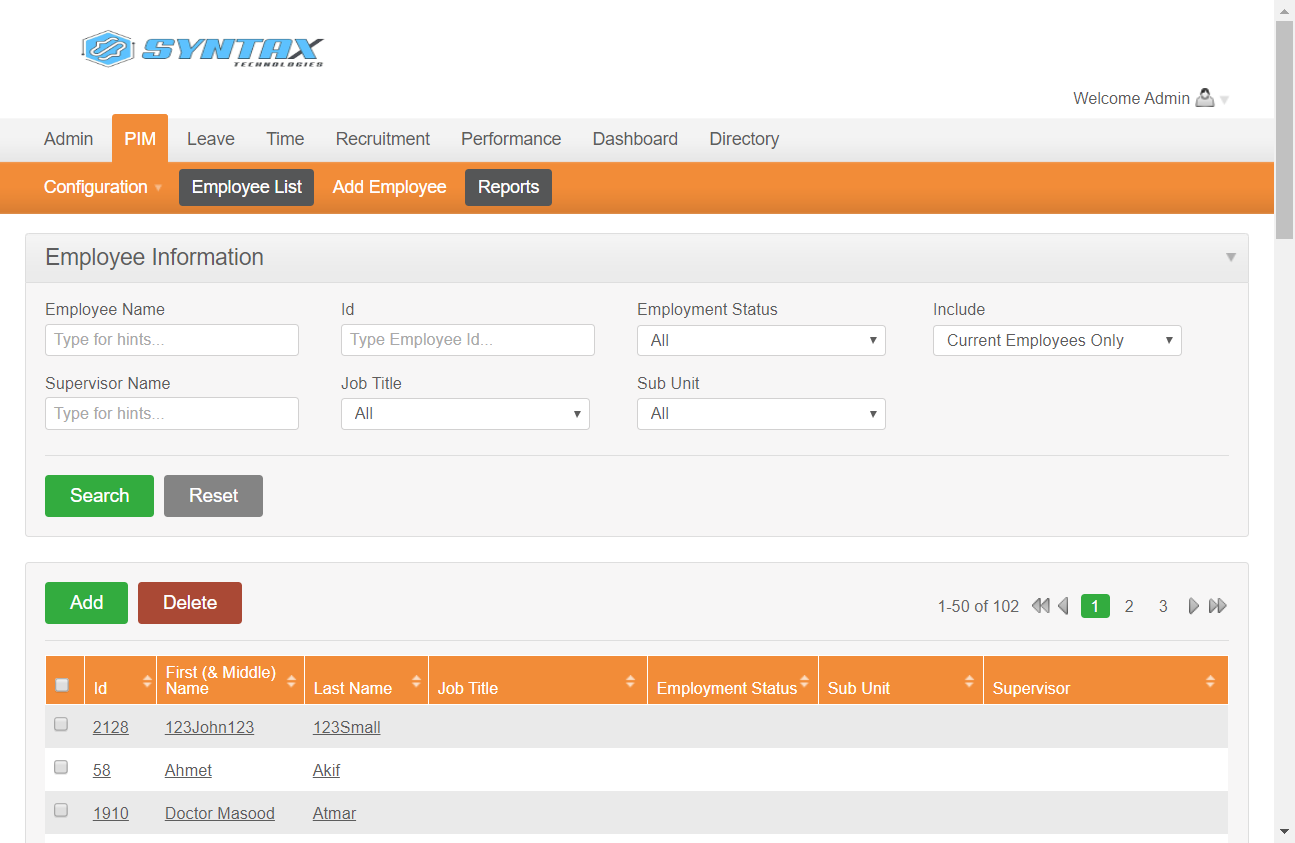 SYNTAX
TECHNOLOGIES
Welcome Admin
Admin PIM Leave Time Recruitment Performance Dashboard Directory
Configuration Employee List Add Employee Reports
Employee Information
Employee Name Id Employment Status Include
Type for hints... Type Employee Id... All Current Employees Only
Supervisor Name Job Title Sub Unit
Type for hints... All All
Search Reset
Add Delete 1-50 of 102 1 2 3
Id First (& Middle) Name Last Name Job Title Employment Status Sub Unit Supervisor
2128 123John123 123Small
58 Ahmet Akif
1910 Doctor Masood Atmar